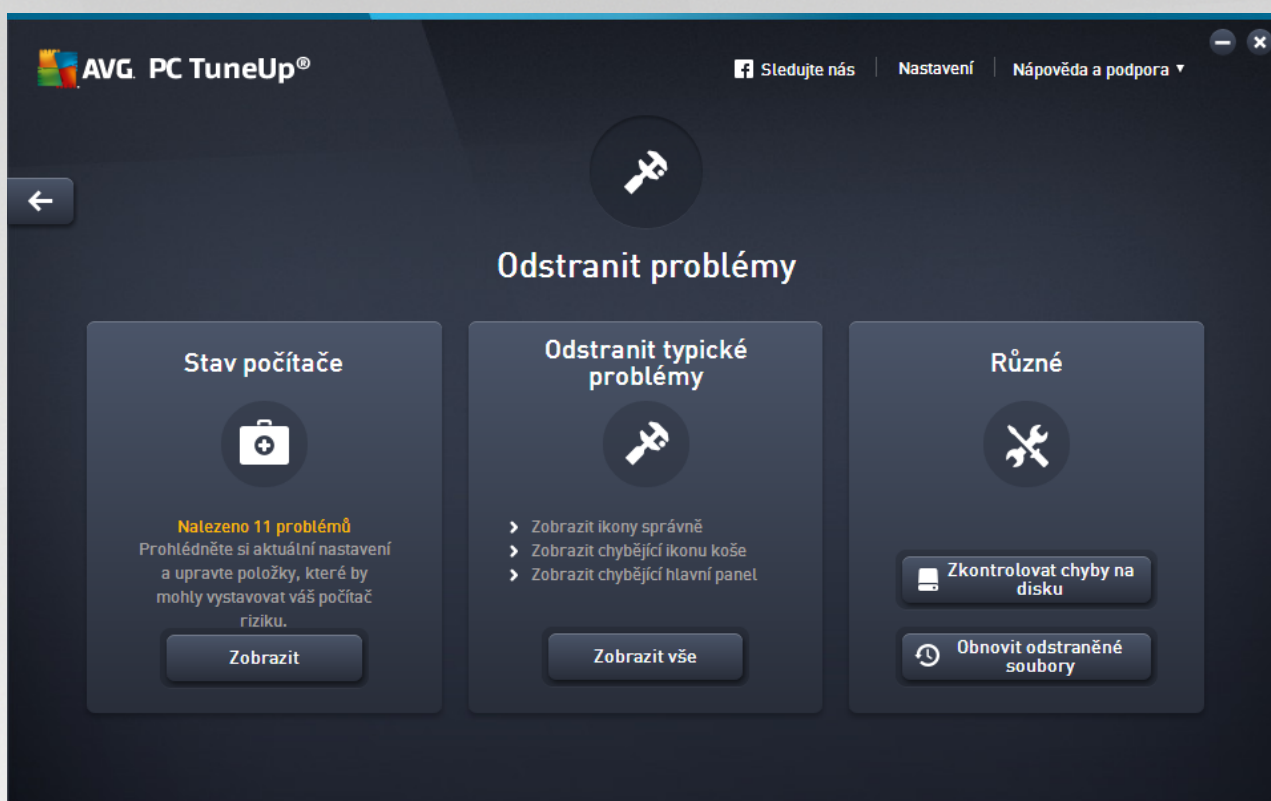 AVG. PC TuneUp®
Sledujte nás
Nastavení
Nápověda a podpora
Odstranit problémy
Stav počítače
Nalezeno 11 problémů
Prohlédněte si aktuální nastavení
a upravte položky, které by
mohly vystavovat váš počítač
riziku.
Zobrazit
Odstranit typické
problémy
Zobrazit ikony správně
Zobrazit chybějící ikonu koše
Zobrazit chybějící hlavní panel
Zobrazit vše
Různé
Zkontrolovat chyby na
disku
Obnovit odstraněné
soubory